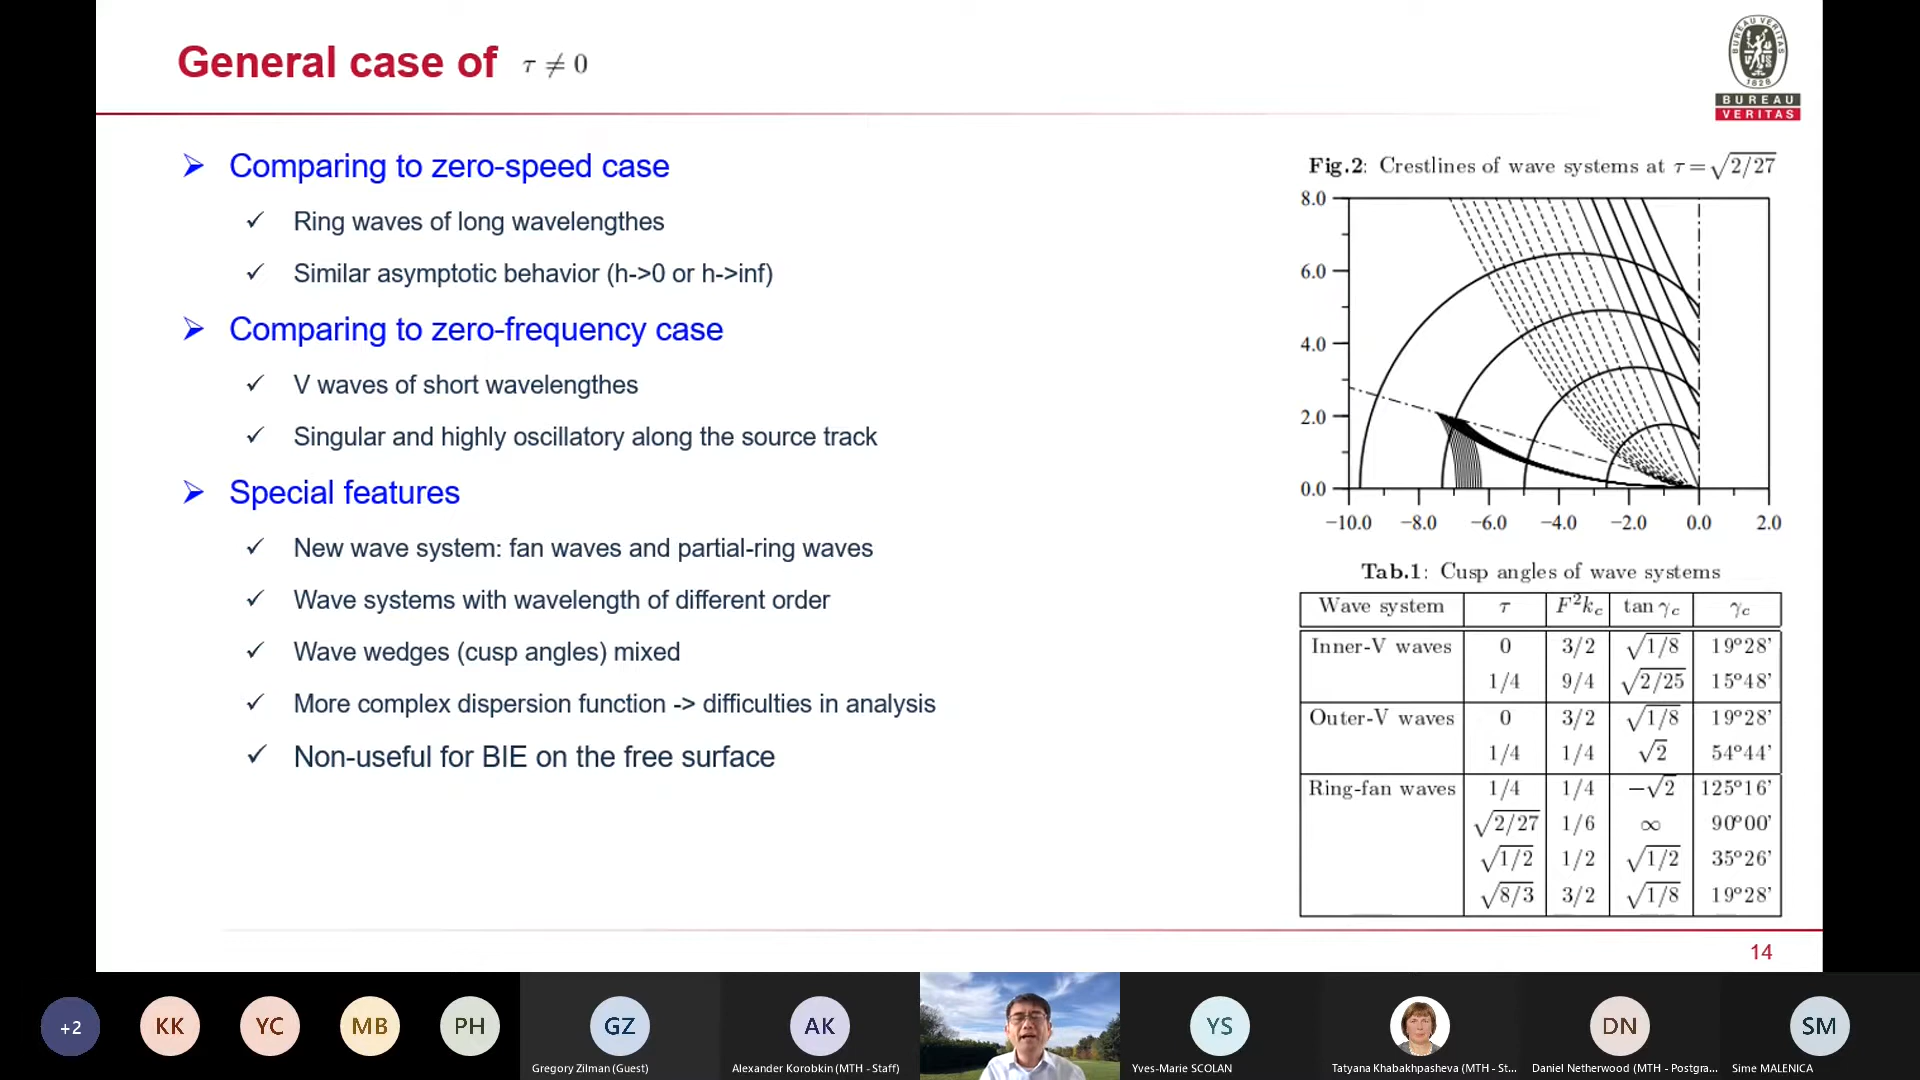 General case of τ ≠ 0
BUREAU VERITAS
1828
BUREAU
VERITAS
➢ Comparing to zero-speed case
✓ Ring waves of long wavelengthes
✓ Similar asymptotic behavior (h->0 or h->inf)
➢ Comparing to zero-frequency case
✓ V waves of short wavelengthes
✓ Singular and highly oscillatory along the source track
➢ Special features
✓ New wave system: fan waves and partial-ring waves
✓ Wave systems with wavelength of different order
✓ Wave wedges (cusp angles) mixed
✓ More complex dispersion function -> difficulties in analysis
✓ Non-useful for BIE on the free surface
Fig.2: Crestlines of wave systems at τ=√2/27
8.0
6.0
4.0
2.0
0.0
−10.0 −8.0 −6.0 −4.0 −2.0 0.0 2.0
Tab.1: Cusp angles of wave systems
Wave system τ F²k꜀ tan γ꜀ γ꜀
Inner-V waves 0 3/2 √1/8 19°28'
1/4 9/4 √2/25 15°48'
Outer-V waves 0 3/2 √1/8 19°28'
1/4 1/4 √2 54°44'
Ring-fan waves 1/4 1/4 −√2 125°16'
√2/27 1/6 ∞ 90°00'
√1/2 1/2 √1/2 35°26'
√8/3 3/2 √1/8 19°28'
14
+2 KK YC MB PH GZ AK YS DN SM
Gregory Zilman (Guest) Alexander Korobkin (MTH - Staff) Yves-Marie SCOLAN Tatyana Khabakhpasheva (MTH - St... Daniel Netherwood (MTH - Postgra... Sime MALENICA